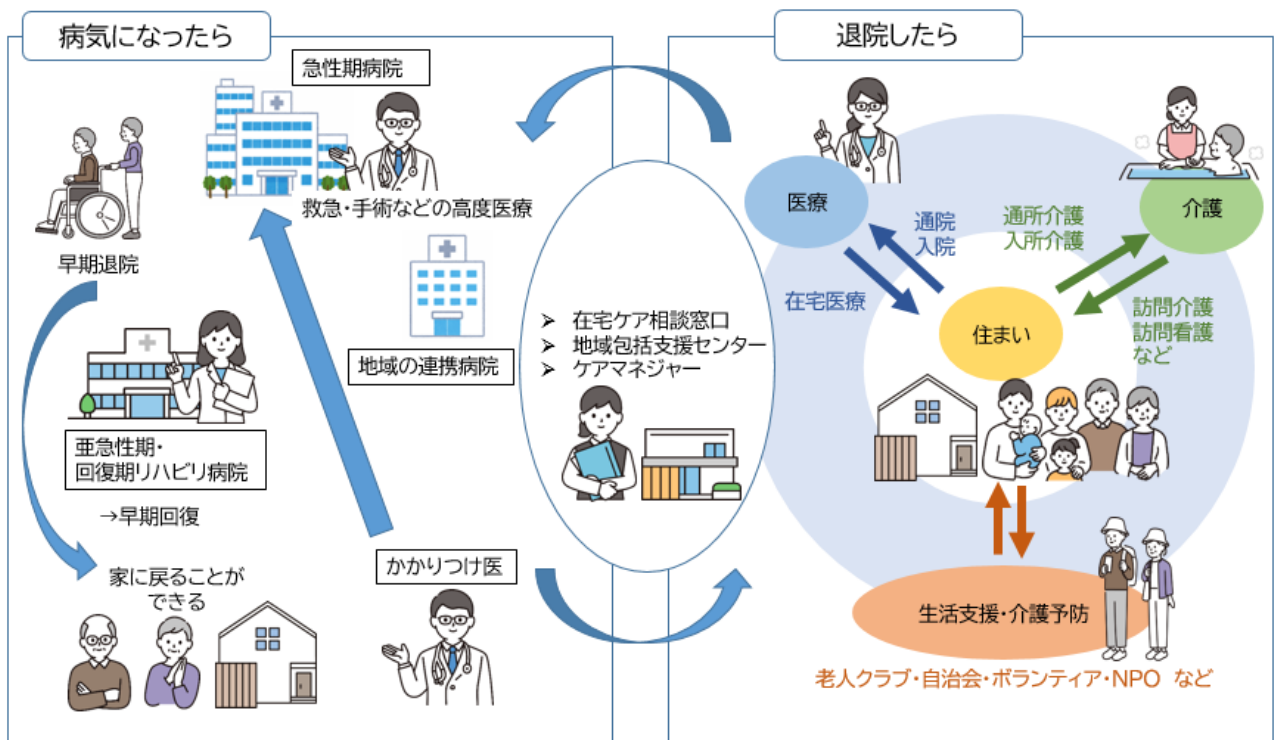 病気になったら
急性期病院
救急・手術などの高度医療
早期退院
地域の連携病院
亜急性期・
回復期リハビリ病院
→早期回復
家に戻ることが
できる
かかりつけ医
➢ 在宅ケア相談窓口
➢ 地域包括支援センター
➢ ケアマネジャー
退院したら
医療
介護
通院
入院
通所介護
入所介護
在宅医療
住まい
訪問介護
訪問看護
など
生活支援・介護予防
老人クラブ・自治会・ボランティア・NPO など